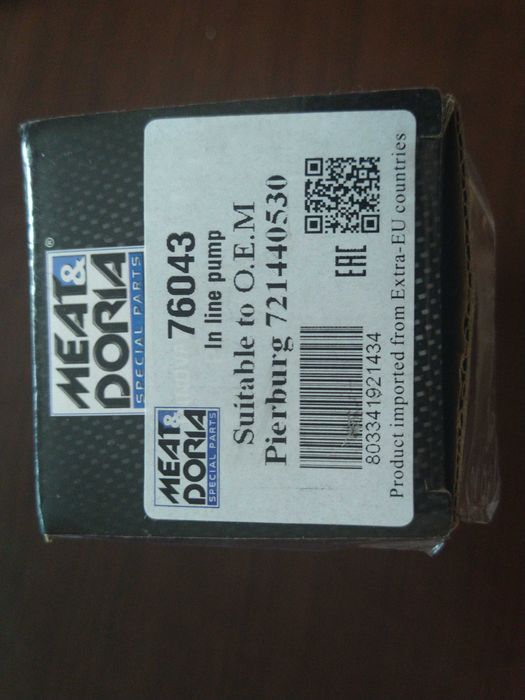 MEAT&
DORIA
®
SPECIAL PARTS
MEAT&
DORIA
SPECIAL PARTS
76043
In line pump
Suitable to O.E.M
Pierburg 721440530
803341921434
EAC
Product imported from Extra-EU countries